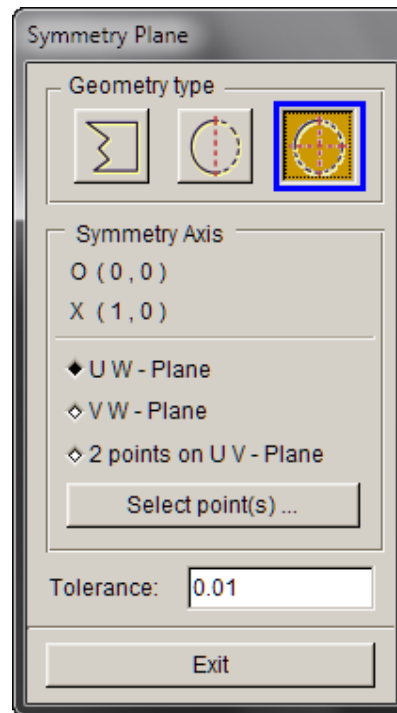 Symmetry Plane
Geometry type
Symmetry Axis
O ( 0 , 0 )
X ( 1 , 0 )
U W - Plane
V W - Plane
2 points on U V - Plane
Select point(s) ...
Tolerance: 0.01
Exit